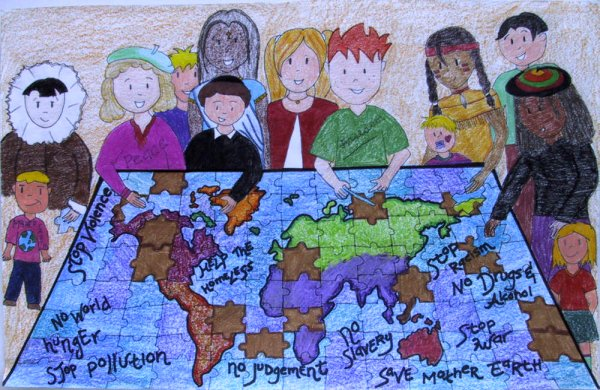 Peace
Stop Violence
HELP THE
HOMELESS
Stop
Racism
No Drugs &
Alcohol
No World
hunger
Stop pollution
no Judgement
no
slavery
Stop
War
SAVE MOTHER EARTH